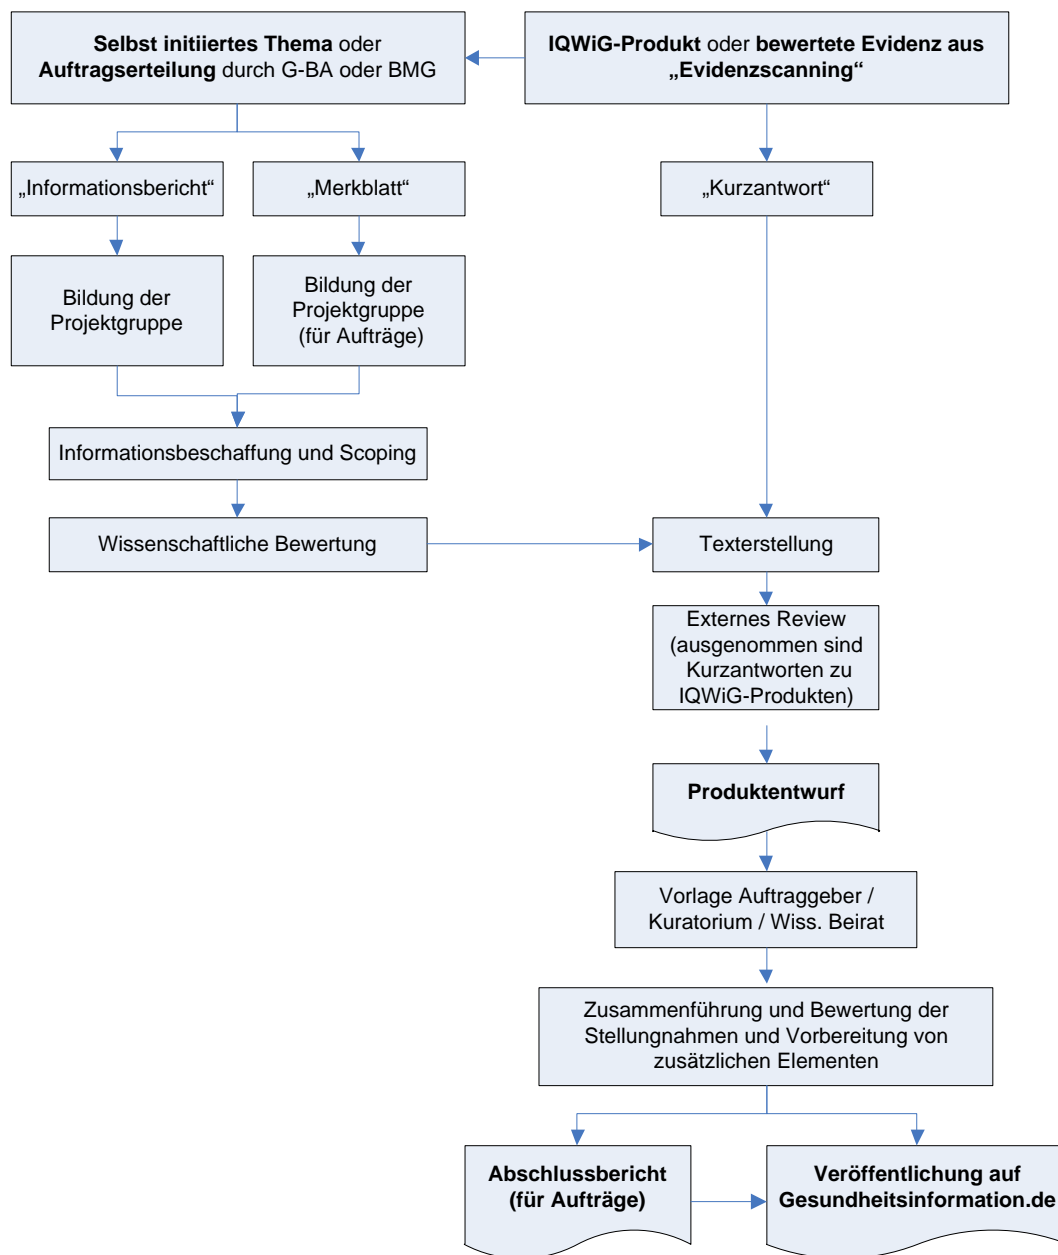 Selbst initiiertes Thema oder
Auftragserteilung durch G-BA oder BMG
IQWiG-Produkt oder bewertete Evidenz aus
„Evidenzscanning“
„Informationsbericht“
„Merkblatt“
„Kurzantwort“
Bildung der
Projektgruppe
Bildung der
Projektgruppe
(für Aufträge)
Informationsbeschaffung und Scoping
Wissenschaftliche Bewertung
Texterstellung
Externes Review
(ausgenommen sind
Kurzantworten zu
IQWiG-Produkten)
Produktentwurf
Vorlage Auftraggeber /
Kuratorium / Wiss. Beirat
Zusammenführung und Bewertung der
Stellungnahmen und Vorbereitung von
zusätzlichen Elementen
Abschlussbericht
(für Aufträge)
Veröffentlichung auf
Gesundheitsinformation.de